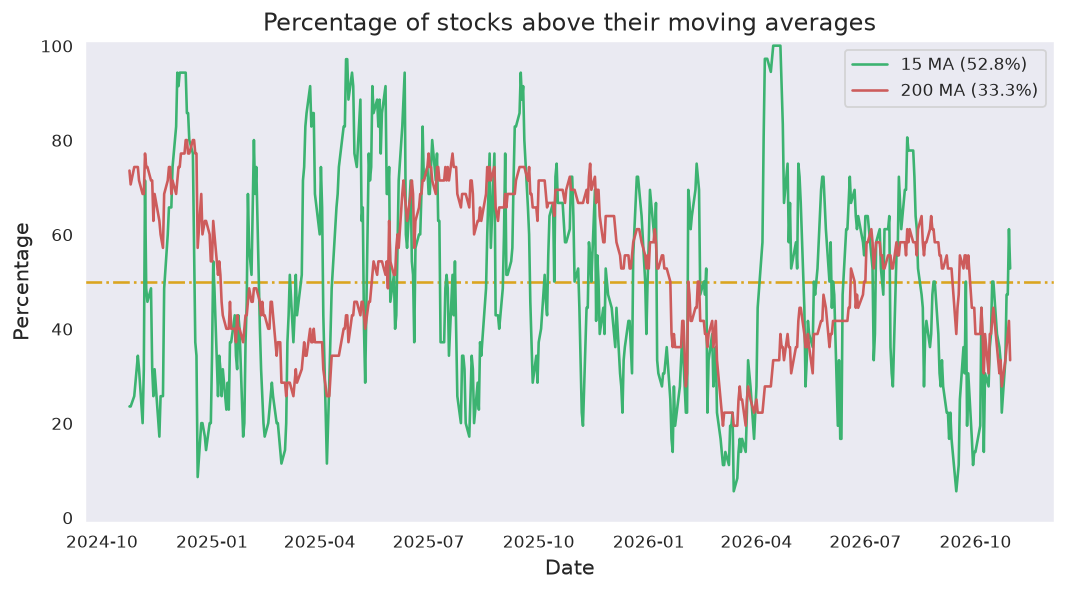 Percentage of stocks above their moving averages
15 MA (52.8%)
200 MA (33.3%)
Percentage
100
80
60
40
20
0
2024-10 2025-01 2025-04 2025-07 2025-10 2026-01 2026-04 2026-07 2026-10
Date